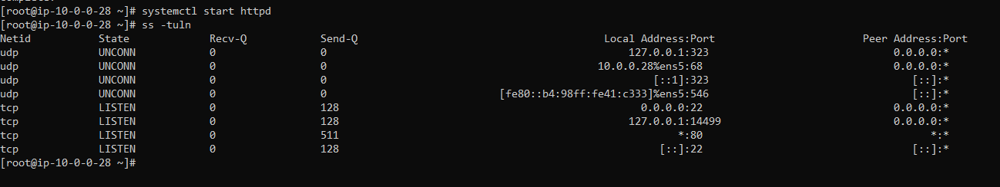 [root@ip-10-0-0-28 ~]# systemctl start httpd
[root@ip-10-0-0-28 ~]# ss -tuln
Netid State Recv-Q Send-Q Local Address:Port Peer Address:Port
udp UNCONN 0 0 127.0.0.1:323 0.0.0.0:*
udp UNCONN 0 0 10.0.0.28%ens5:68 0.0.0.0:*
udp UNCONN 0 0 [::1]:323 [::]:*
udp UNCONN 0 0 [fe80::b4:98ff:fe41:c333]%ens5:546 [::]:*
tcp LISTEN 0 128 0.0.0.0:22 0.0.0.0:*
tcp LISTEN 0 128 127.0.0.1:14499 0.0.0.0:*
tcp LISTEN 0 511 *:80 *:*
tcp LISTEN 0 128 [::]:22 [::]:*
[root@ip-10-0-0-28 ~]#